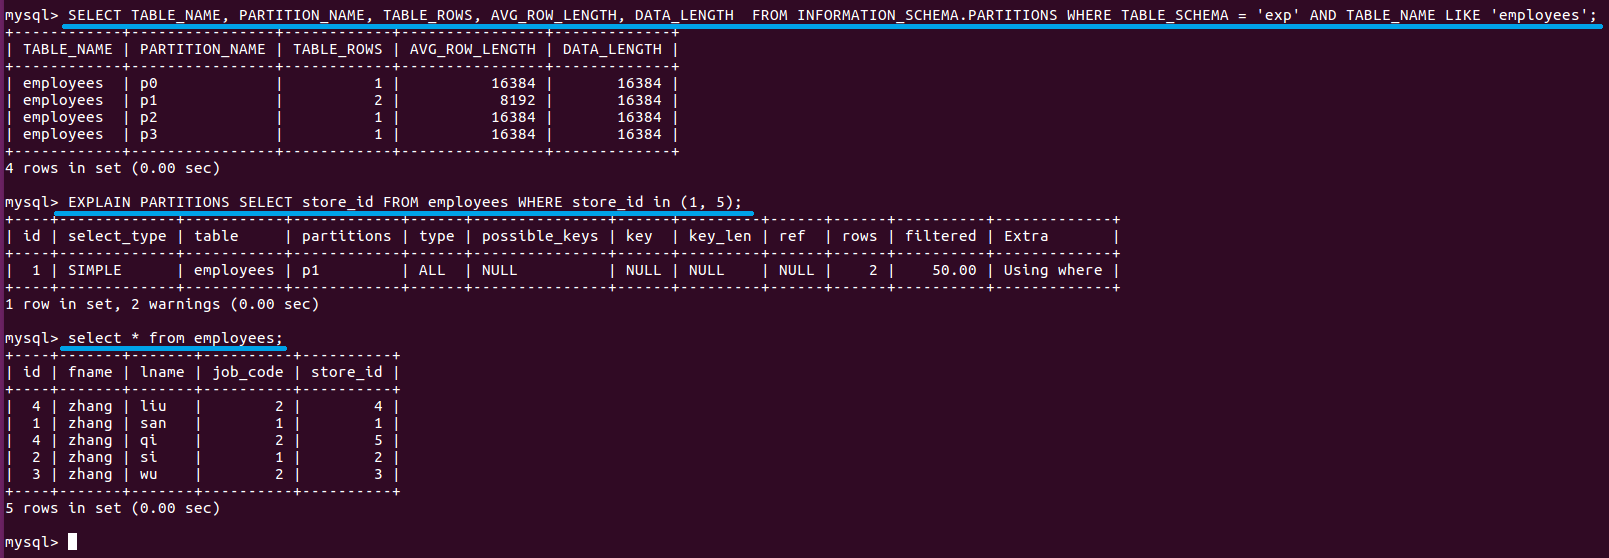 mysql> SELECT TABLE_NAME, PARTITION_NAME, TABLE_ROWS, AVG_ROW_LENGTH, DATA_LENGTH  FROM INFORMATION_SCHEMA.PARTITIONS WHERE TABLE_SCHEMA = 'exp' AND TABLE_NAME LIKE 'employees';
+------------+----------------+------------+----------------+-------------+
| TABLE_NAME | PARTITION_NAME | TABLE_ROWS | AVG_ROW_LENGTH | DATA_LENGTH |
+------------+----------------+------------+----------------+-------------+
| employees  | p0             |          1 |          16384 |       16384 |
| employees  | p1             |          2 |           8192 |       16384 |
| employees  | p2             |          1 |          16384 |       16384 |
| employees  | p3             |          1 |          16384 |       16384 |
+------------+----------------+------------+----------------+-------------+
4 rows in set (0.00 sec)
mysql> EXPLAIN PARTITIONS SELECT store_id FROM employees WHERE store_id in (1, 5);
+----+-------------+-----------+------------+------+---------------+------+---------+------+------+----------+-------------+
| id | select_type | table     | partitions | type | possible_keys | key  | key_len | ref  | rows | filtered | Extra       |
+----+-------------+-----------+------------+------+---------------+------+---------+------+------+----------+-------------+
|  1 | SIMPLE      | employees | p1         | ALL  | NULL          | NULL | NULL    | NULL |    2 |    50.00 | Using where |
+----+-------------+-----------+------------+------+---------------+------+---------+------+------+----------+-------------+
1 row in set, 2 warnings (0.00 sec)
mysql> select * from employees;
+----+-------+-------+----------+----------+
| id | fname | lname | job_code | store_id |
+----+-------+-------+----------+----------+
|  4 | zhang | liu   |        2 |        4 |
|  1 | zhang | san   |        1 |        1 |
|  4 | zhang | qi    |        2 |        5 |
|  2 | zhang | si    |        1 |        2 |
|  3 | zhang | wu    |        2 |        3 |
+----+-------+-------+----------+----------+
5 rows in set (0.00 sec)
mysql>